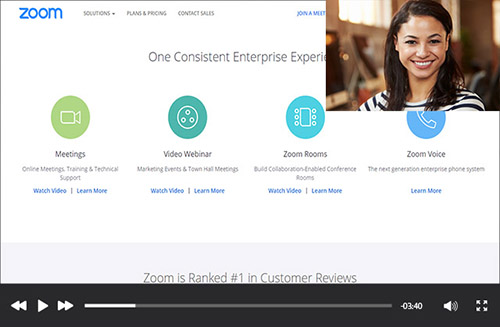 zoom SOLUTIONS PLANS & PRICING CONTACT SALES JOIN A MEET
One Consistent Enterprise Experie
Meetings Video Webinar Zoom Rooms Zoom Voice
Online Meetings, Training & Technical Marketing Events & Town Hall Meetings Build Collaboration-Enabled Conference The next generation enterprise phone system
Support Rooms
Watch Video | Learn More Watch Video | Learn More Watch Video | Learn More Learn More
Zoom is Ranked #1 in Customer Reviews
-03:40